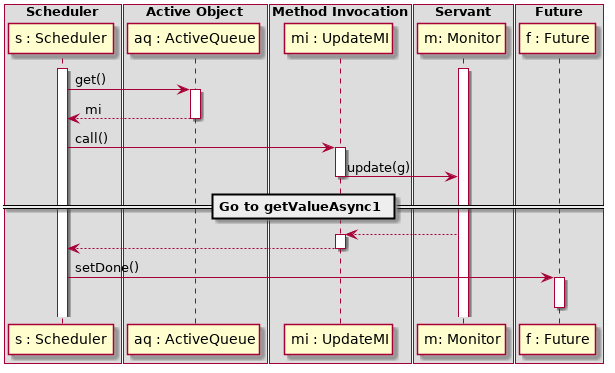 Scheduler
Active Object
Method Invocation
Servant
Future
s : Scheduler
aq : ActiveQueue
mi : UpdateMI
m: Monitor
f : Future
get()
mi
call()
update(g)
Go to getValueAsync1
setDone()
s : Scheduler
aq : ActiveQueue
mi : UpdateMI
m: Monitor
f : Future